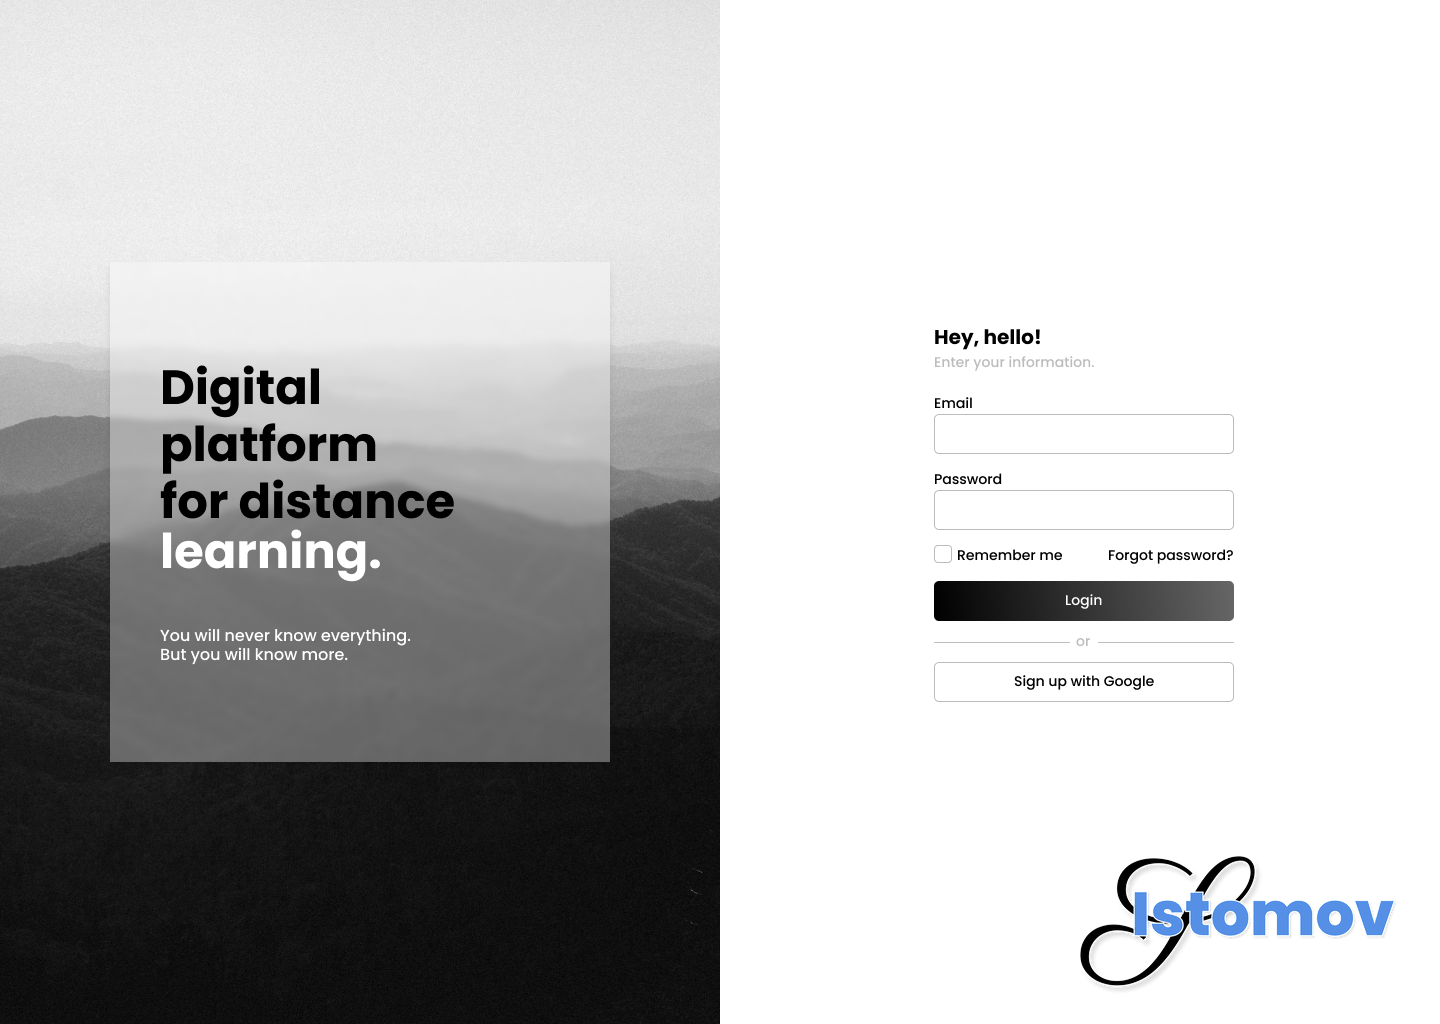 Digital
platform
for distance
learning.
You will never know everything.
But you will know more.
Hey, hello!
Enter your information.
Email
Password
Remember me
Forgot password?
Login
or
Sign up with Google
S
Istomov